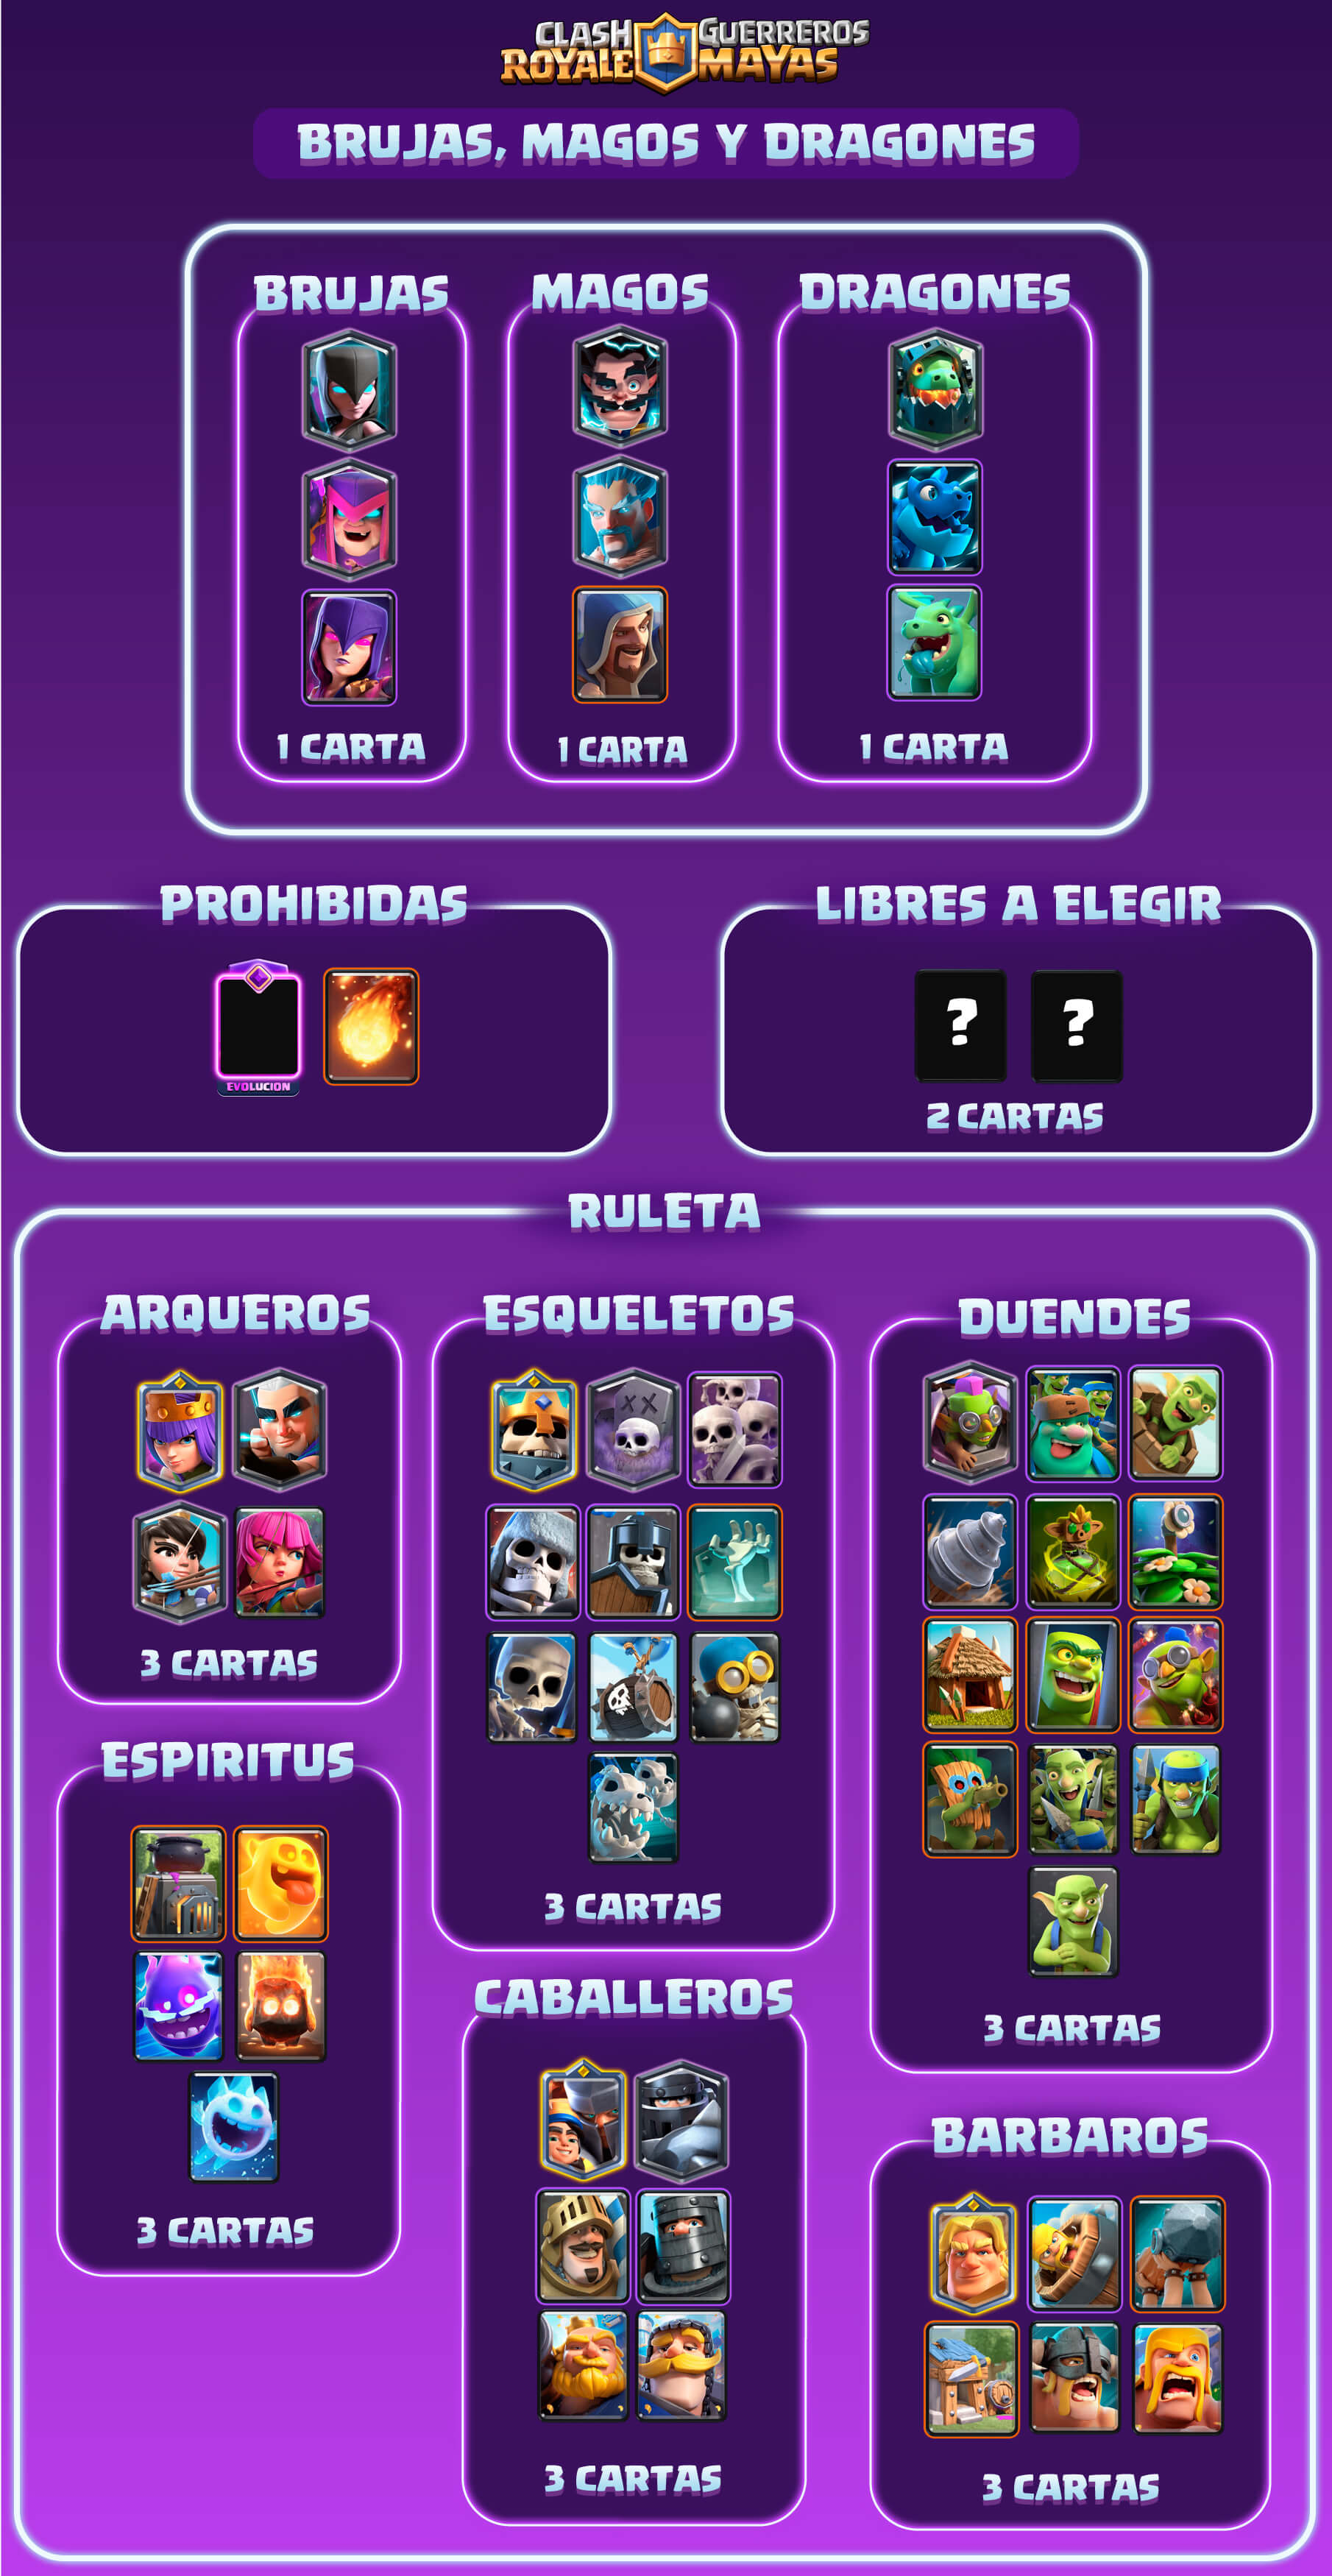 CLASH ROYALE
GUERREROS MAYAS
BRUJAS, MAGOS Y DRAGONES
BRUJAS
MAGOS
DRAGONES
1 CARTA
1 CARTA
1 CARTA
PROHIBIDAS
EVOLUCION
LIBRES A ELEGIR
? ?
2 CARTAS
RULETA
ARQUEROS
3 CARTAS
ESQUELETOS
XX
3 CARTAS
DUENDES
3 CARTAS
ESPIRITUS
3 CARTAS
CABALLEROS
3 CARTAS
BARBAROS
3 CARTAS